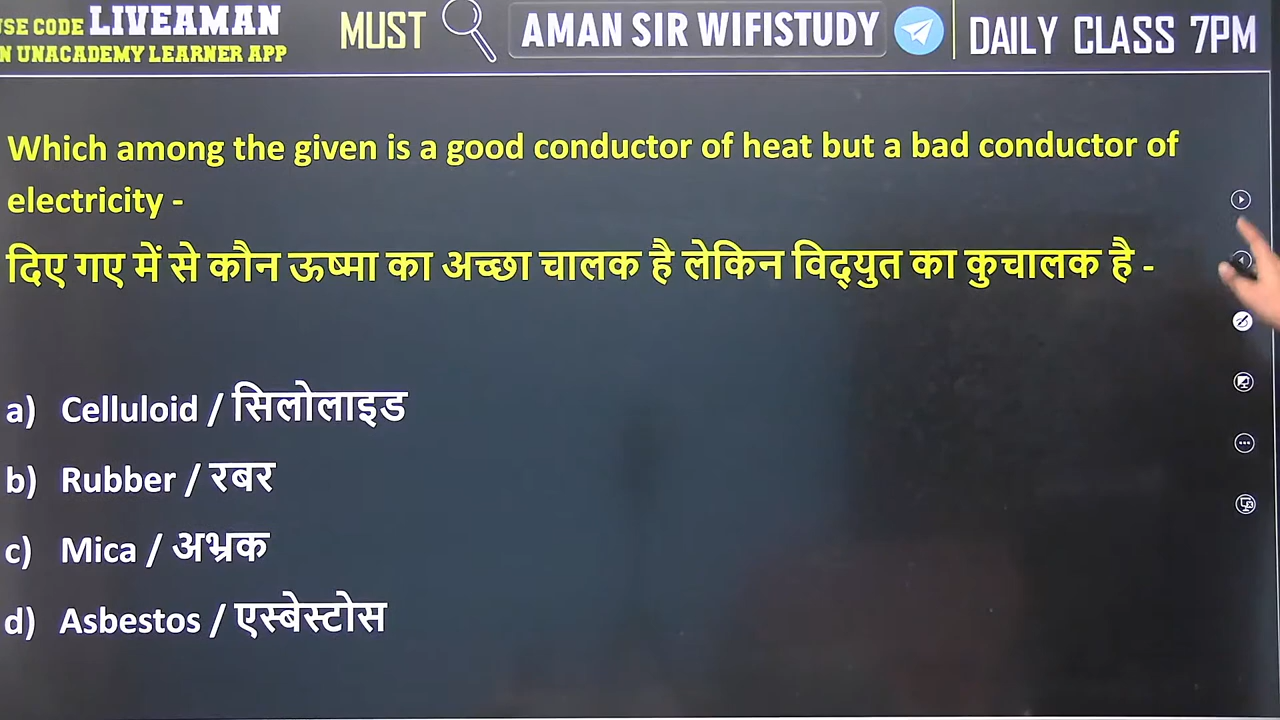 SE CODE LIVEAMAN
N UNACADEMY LEARNER APP
MUST
AMAN SIR WIFISTUDY
DAILY CLASS 7PM
Which among the given is a good conductor of heat but a bad conductor of
electricity -
दिए गए में से कौन ऊष्मा का अच्छा चालक है लेकिन विद्युत का कुचालक है -
a) Celluloid / सिलोलाइड
b) Rubber / रबर
c) Mica / अभ्रक
d) Asbestos / एस्बेस्टोस